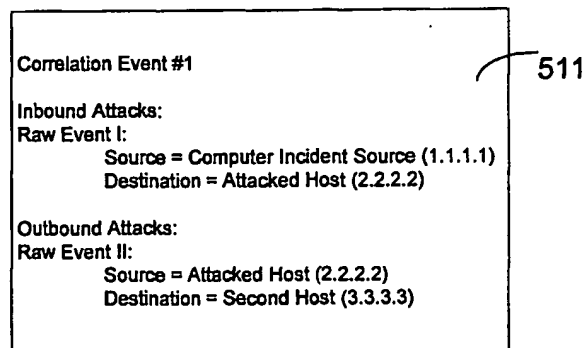 Correlation Event #1
511
Inbound Attacks:
Raw Event I:
Source = Computer Incident Source (1.1.1.1)
Destination = Attacked Host (2.2.2.2)
Outbound Attacks:
Raw Event II:
Source = Attacked Host (2.2.2.2)
Destination = Second Host (3.3.3.3)